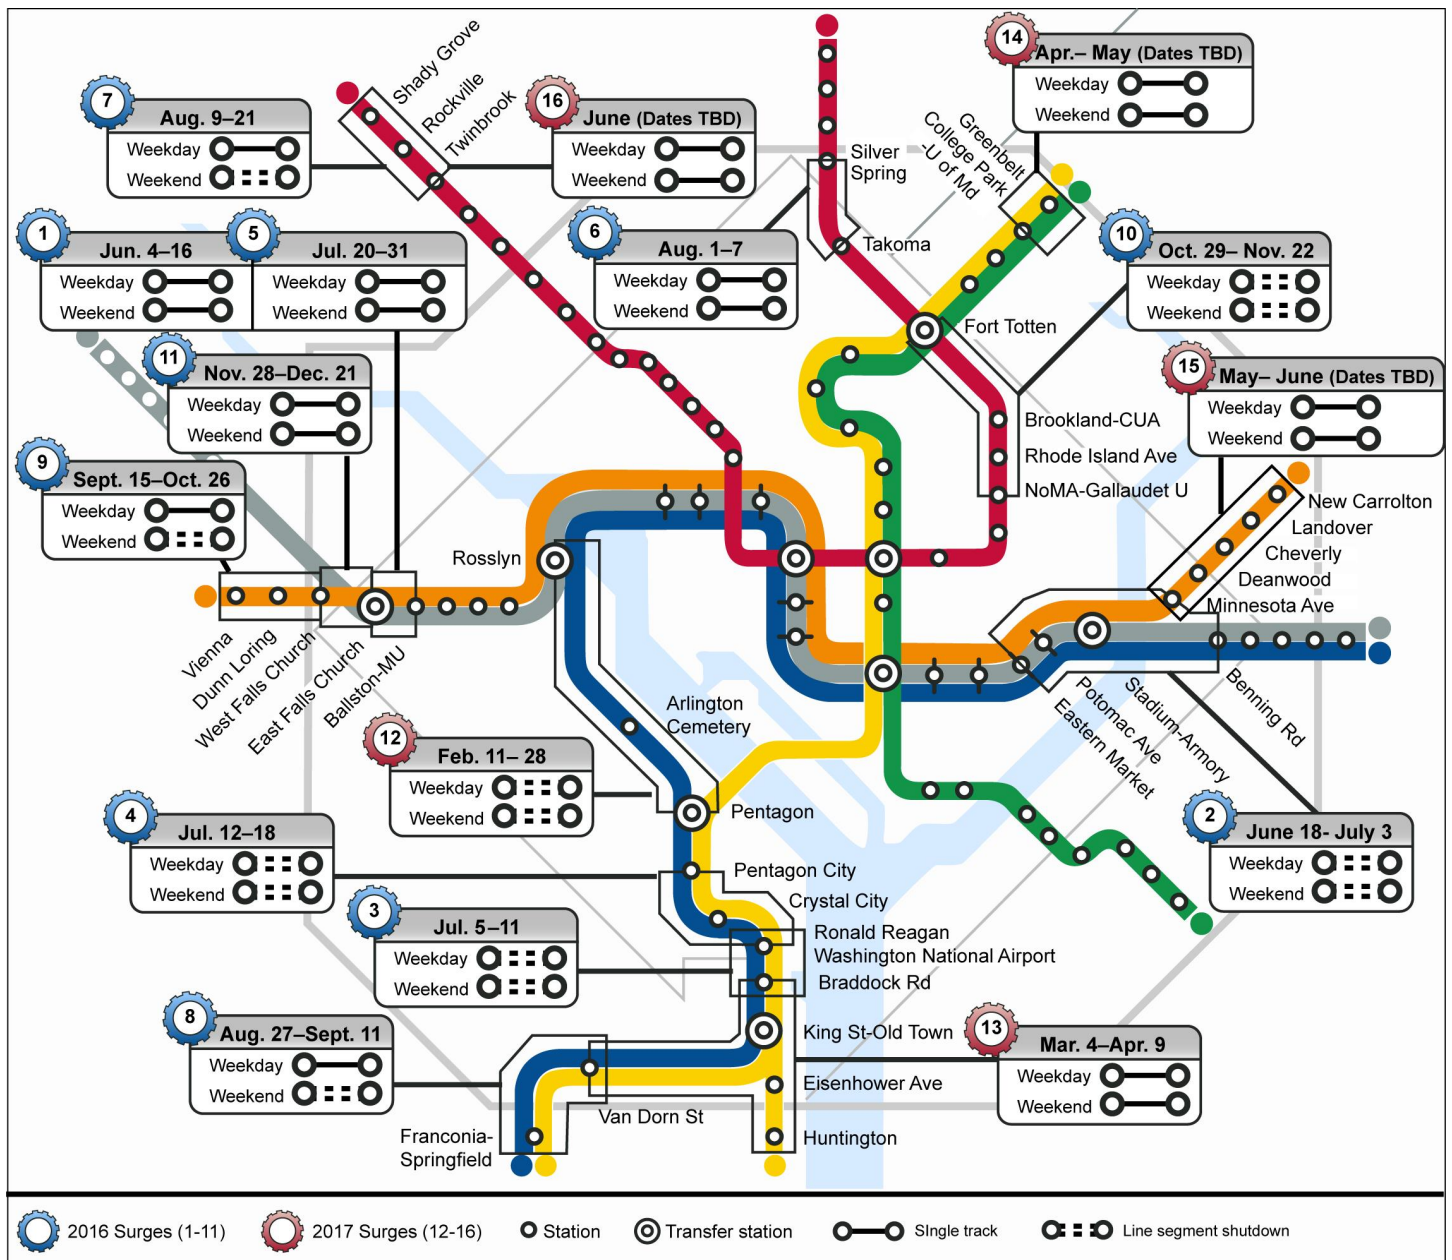 14
Apr.– May (Dates TBD)
Weekday
Weekend
7
Aug. 9–21
Weekday
Weekend
Shady Grove
Rockville
Twinbrook
16
June (Dates TBD)
Weekday
Weekend
Silver
Spring
Takoma
Greenbelt
College Park
-U of Md
1
Jun. 4–16
Weekday
Weekend
5
Jul. 20–31
Weekday
Weekend
6
Aug. 1–7
Weekday
Weekend
10
Oct. 29– Nov. 22
Weekday
Weekend
Fort Totten
11
Nov. 28–Dec. 21
Weekday
Weekend
15
May– June (Dates TBD)
Weekday
Weekend
Brookland-CUA
Rhode Island Ave
NoMA-Gallaudet U
9
Sept. 15–Oct. 26
Weekday
Weekend
Rosslyn
New Carrolton
Landover
Cheverly
Deanwood
Minnesota Ave
Vienna
Dunn Loring
West Falls Church
East Falls Church
Ballston-MU
Benning Rd
Stadium-Armory
Potomac Ave
Eastern Market
Arlington
Cemetery
12
Feb. 11– 28
Weekday
Weekend
Pentagon
4
Jul. 12–18
Weekday
Weekend
2
June 18- July 3
Weekday
Weekend
Pentagon City
Crystal City
3
Jul. 5–11
Weekday
Weekend
Ronald Reagan
Washington National Airport
Braddock Rd
8
Aug. 27–Sept. 11
Weekday
Weekend
King St-Old Town
13
Mar. 4–Apr. 9
Weekday
Weekend
Eisenhower Ave
Van Dorn St
Franconia-
Springfield
Huntington
2016 Surges (1-11)
2017 Surges (12-16)
Station
Transfer station
SIngle track
Line segment shutdown